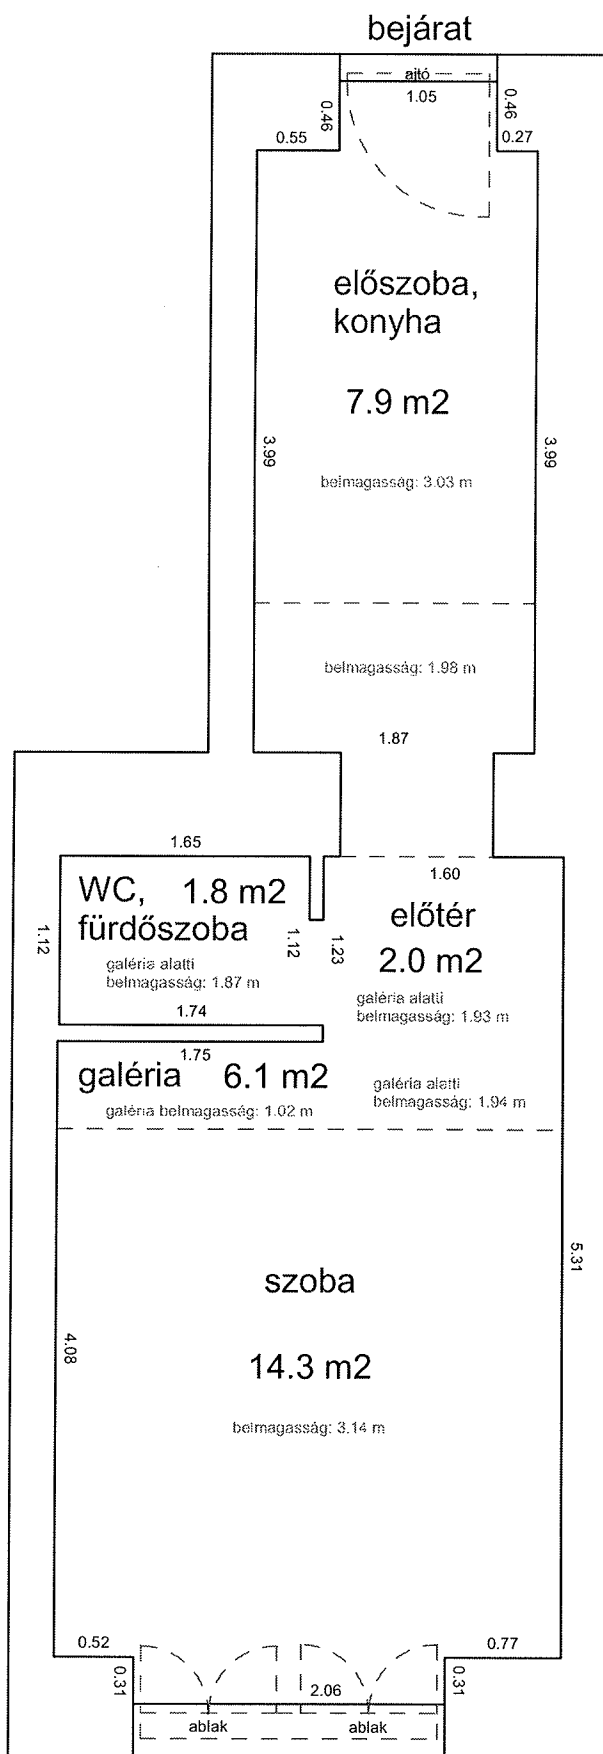 bejárat
ajtó
1.05
0.46
0.46
0.55
0.27
előszoba,
konyha
7.9 m2
3.99
3.99
belmagasság: 3.03 m
belmagasság: 1.98 m
1.87
1.65
1.60
WC, 1.8 m2
fürdőszoba
előtér
2.0 m2
1.12
1.12
1.23
galéria alatti
belmagasság: 1.87 m
galéria alatti
belmagasság: 1.93 m
1.74
1.75
galéria 6.1 m2
galéria belmagasság: 1.02 m
galéria alatti
belmagasság: 1.94 m
5.31
szoba
4.08
14.3 m2
belmagasság: 3.14 m
0.52
0.77
0.31
0.31
2.06
ablak
ablak